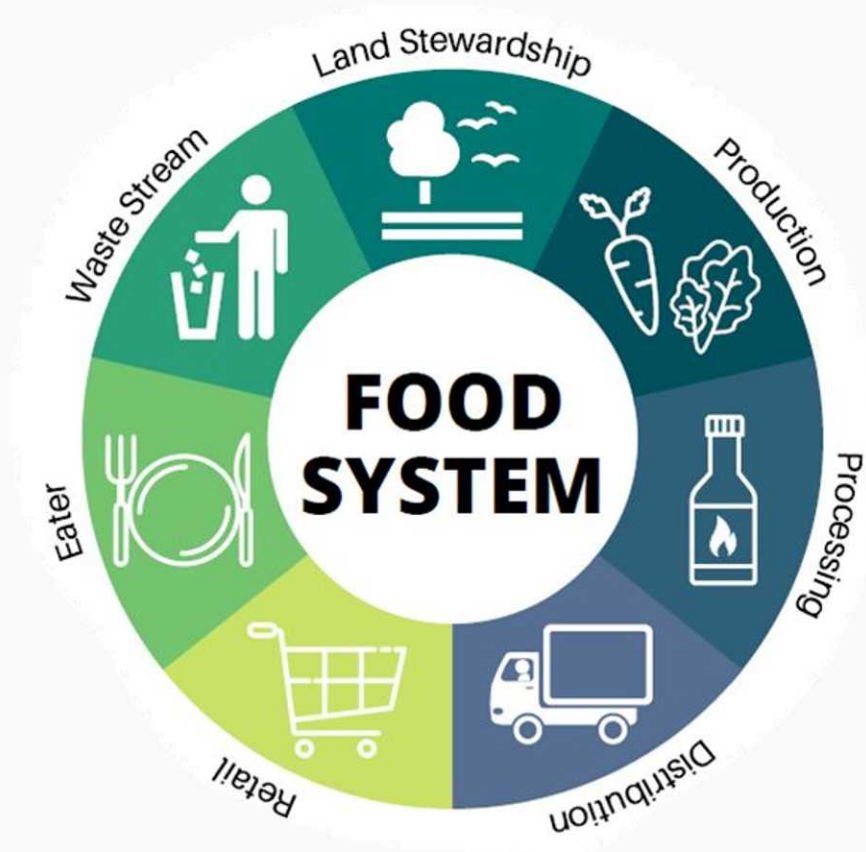 Land Stewardship
Production
Processing
Distribution
Retail
Eater
Waste Stream
FOOD
SYSTEM